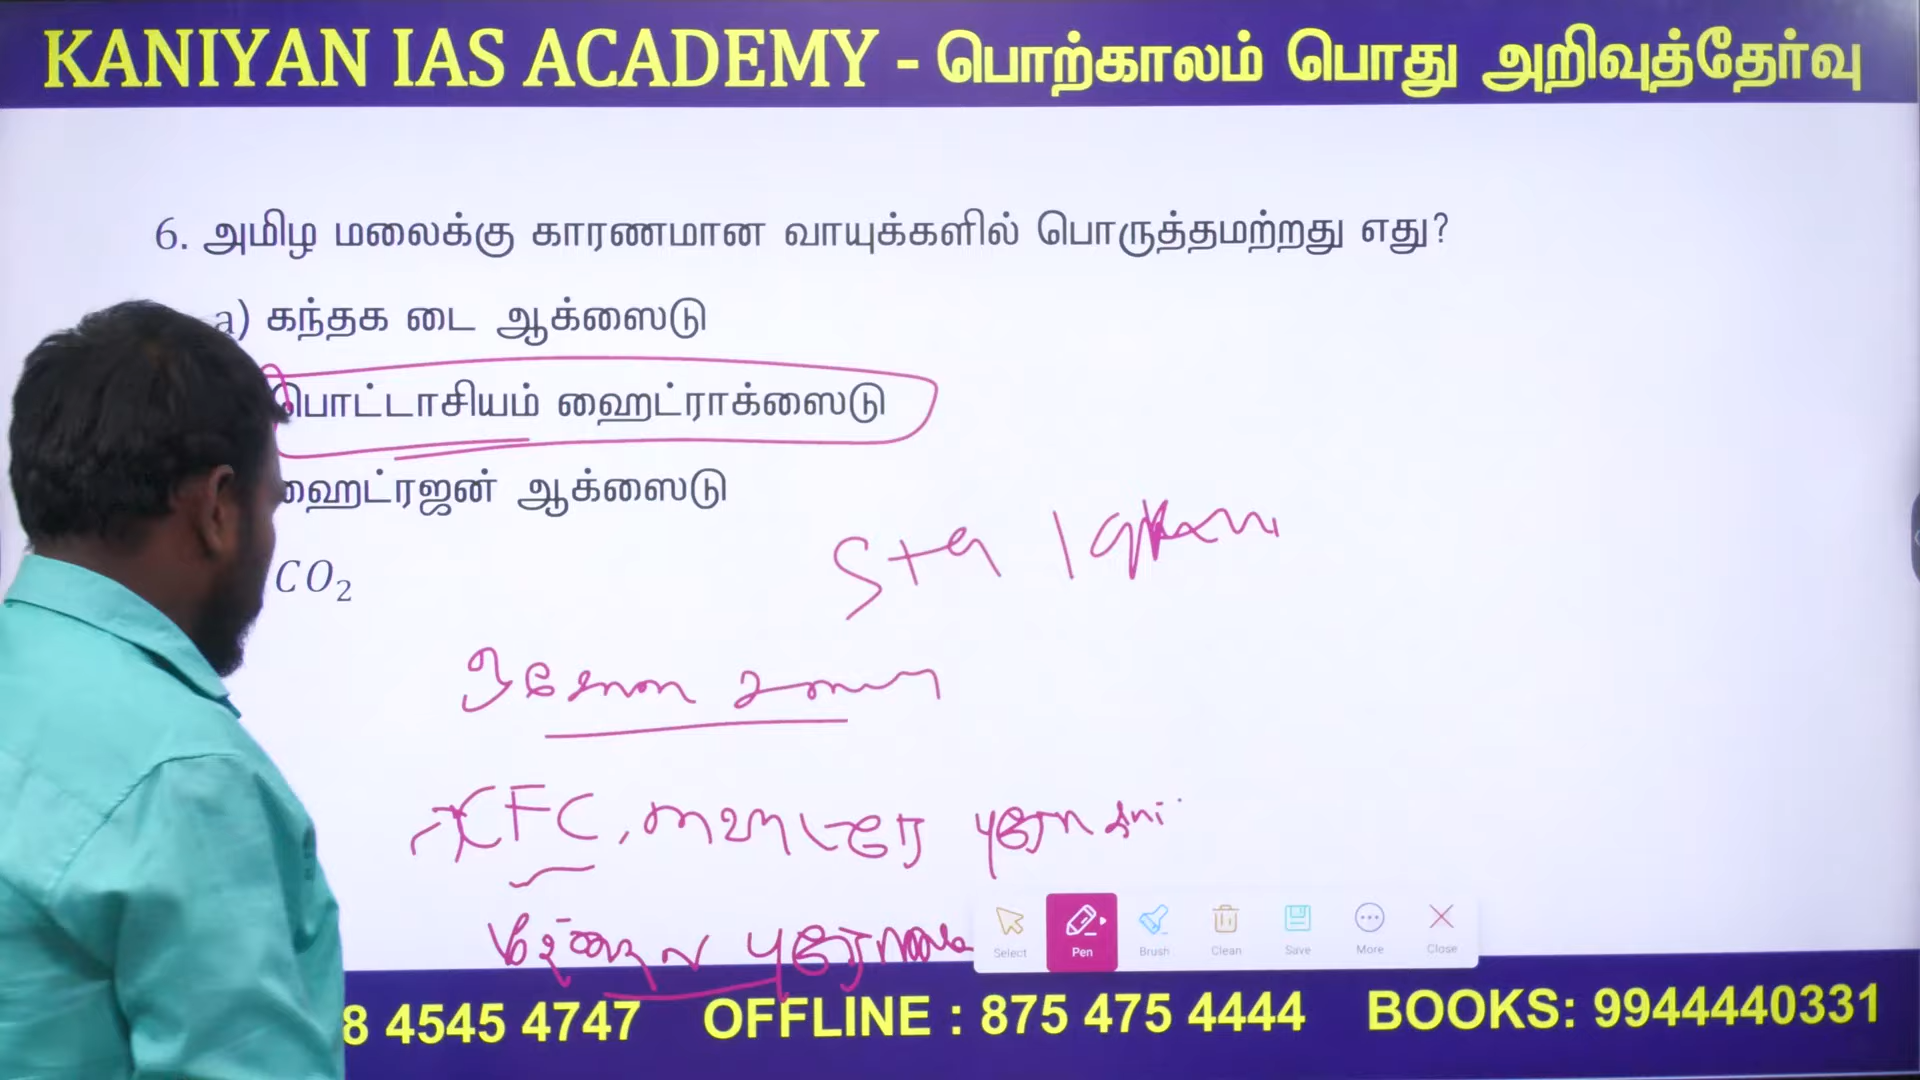 KANIYAN IAS ACADEMY - பொற்காலம் பொது அறிவுத்தேர்வு
6. அமிழ மலைக்கு காரணமான வாயுக்களில் பொருத்தமற்றது எது?
a) கந்தக டை ஆக்ஸைடு
பொட்டாசியம் ஹைட்ராக்ஸைடு
ஹைட்ரஜன் ஆக்ஸைடு
CO₂
CFC,
Select Pen Brush Clean Save More Close
8 4545 4747 OFFLINE : 875 475 4444 BOOKS: 9944440331